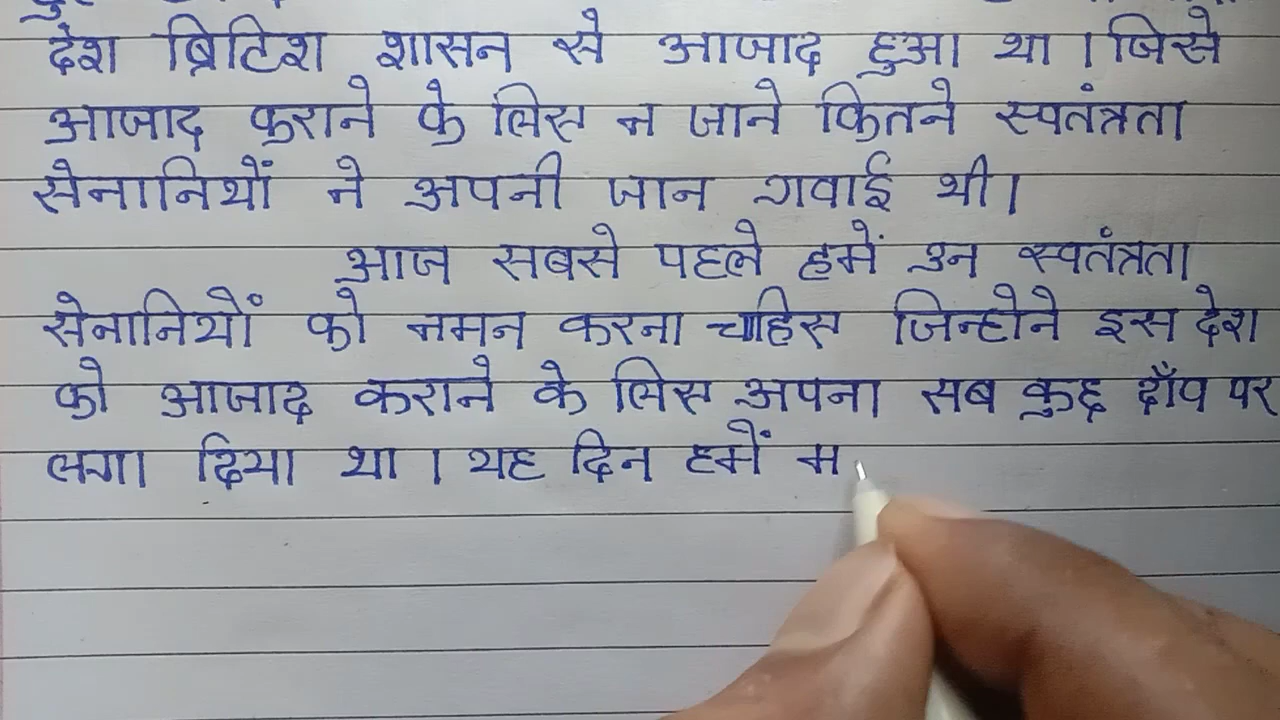 देश ब्रिटिश शासन से आजाद हुआ था । जिसे
आजाद कराने के लिस न जाने कितने स्वतंत्रता
सेनानियों ने अपनी जान गवाई थी।
आज सबसे पहले हमें उन स्वतंत्रता
सेनानियों को नमन करना चाहिस जिन्होने इस देश
को आजाद कराने के लिस अपना सब कुछ दाँव पर
लगा दिया था । यह दिन हमें म